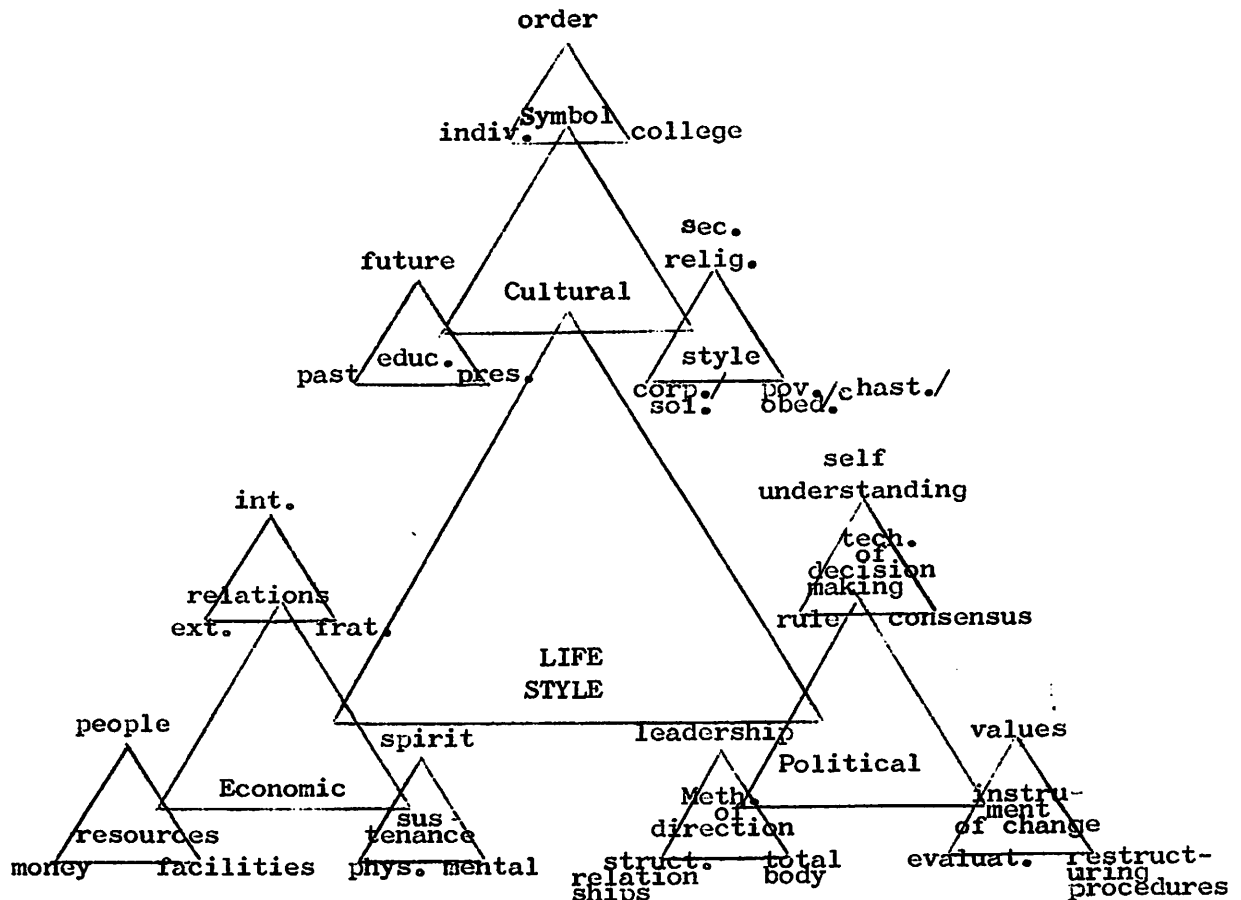 order
Symbol
indiv. college
sec.
relig.
future
Cultural
educ.
past pres.
style
corp./ pov./chast./
sol. obed.
self
understanding
int.
tech.
of
decision
making
relations
rule consensus
ext. frat.
LIFE
STYLE
people
spirit
leadership
values
Economic
Political
Meth.
of
direction
instru-
ment
of change
sus-
tenance
resources
money facilities
phys. mental
struct. total
relation body
ships
evaluat. restruct-
uring
procedures